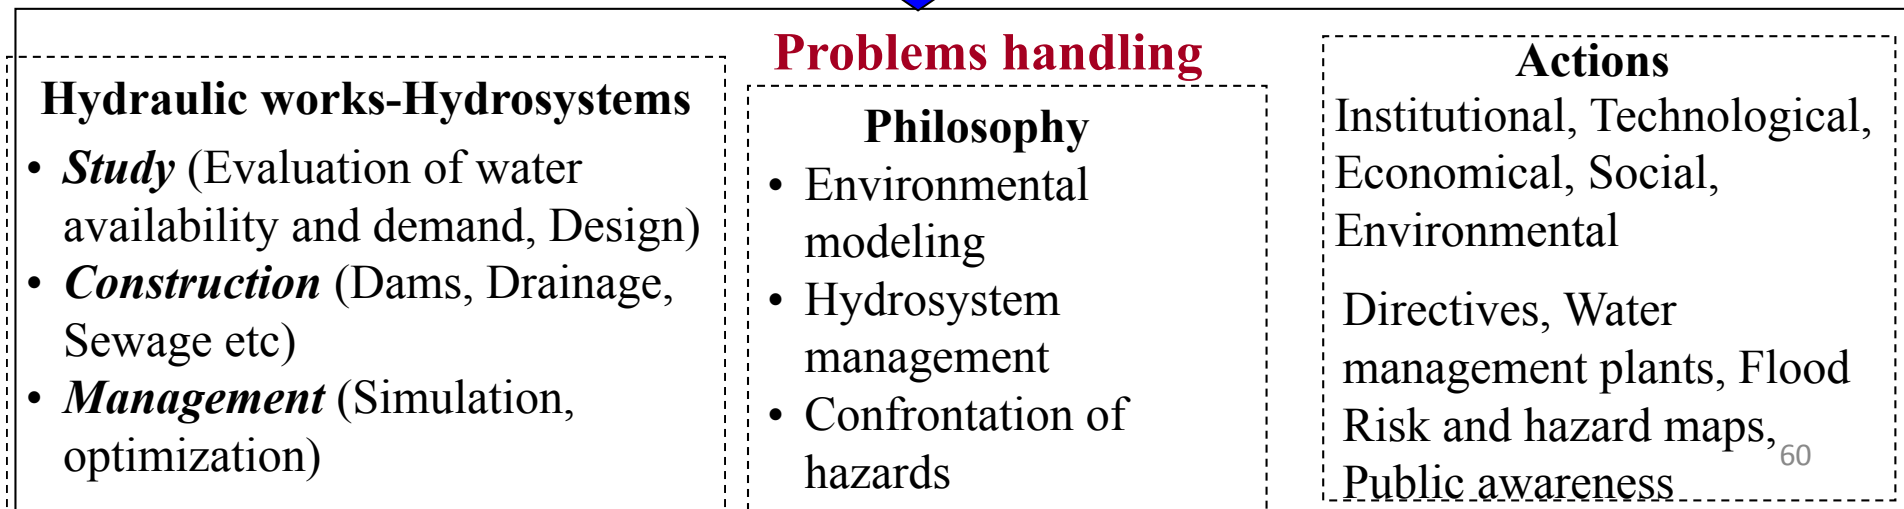 Problems handling
Hydraulic works-Hydrosystems
• Study (Evaluation of water
availability and demand, Design)
• Construction (Dams, Drainage,
Sewage etc)
• Management (Simulation,
optimization)
Philosophy
• Environmental
modeling
• Hydrosystem
management
• Confrontation of
hazards
Actions
Institutional, Technological,
Economical, Social,
Environmental
Directives, Water
management plants, Flood
Risk and hazard maps,
Public awareness
60